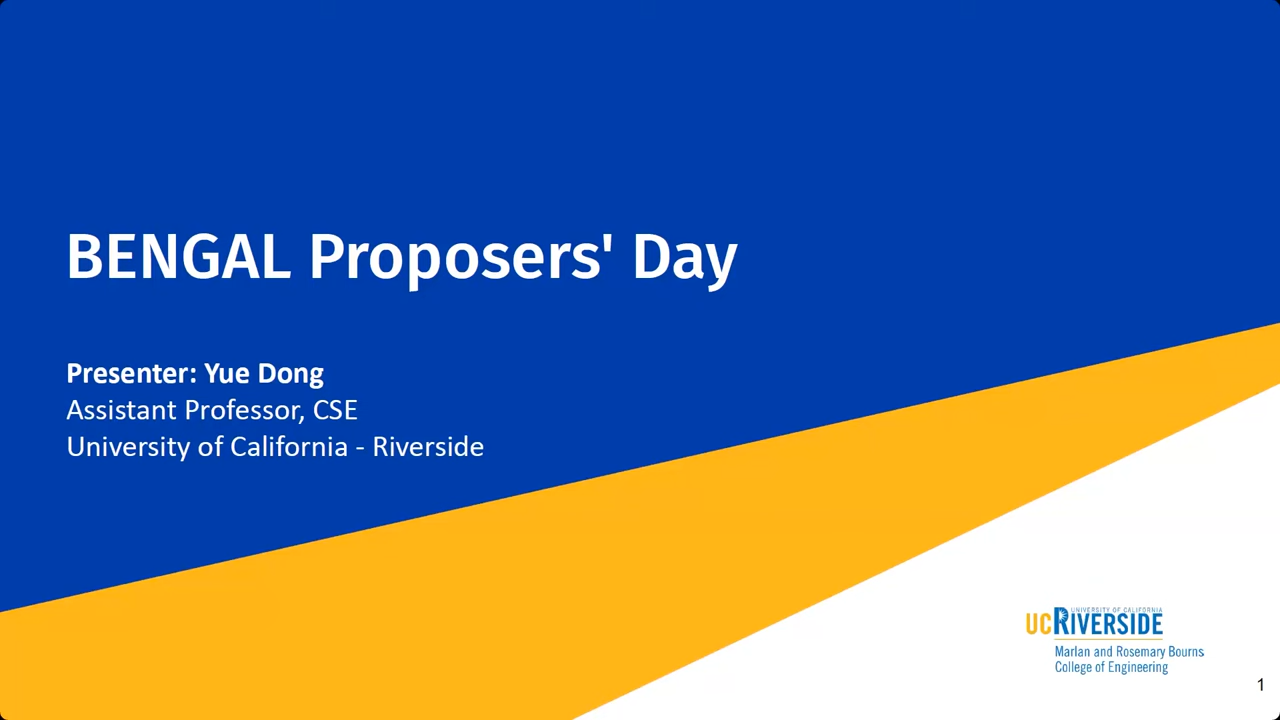 BENGAL Proposers' Day
Presenter: Yue Dong
Assistant Professor, CSE
University of California - Riverside
UNIVERSITY OF CALIFORNIA
UCRIVERSIDE
Marlan and Rosemary Bourns
College of Engineering
1